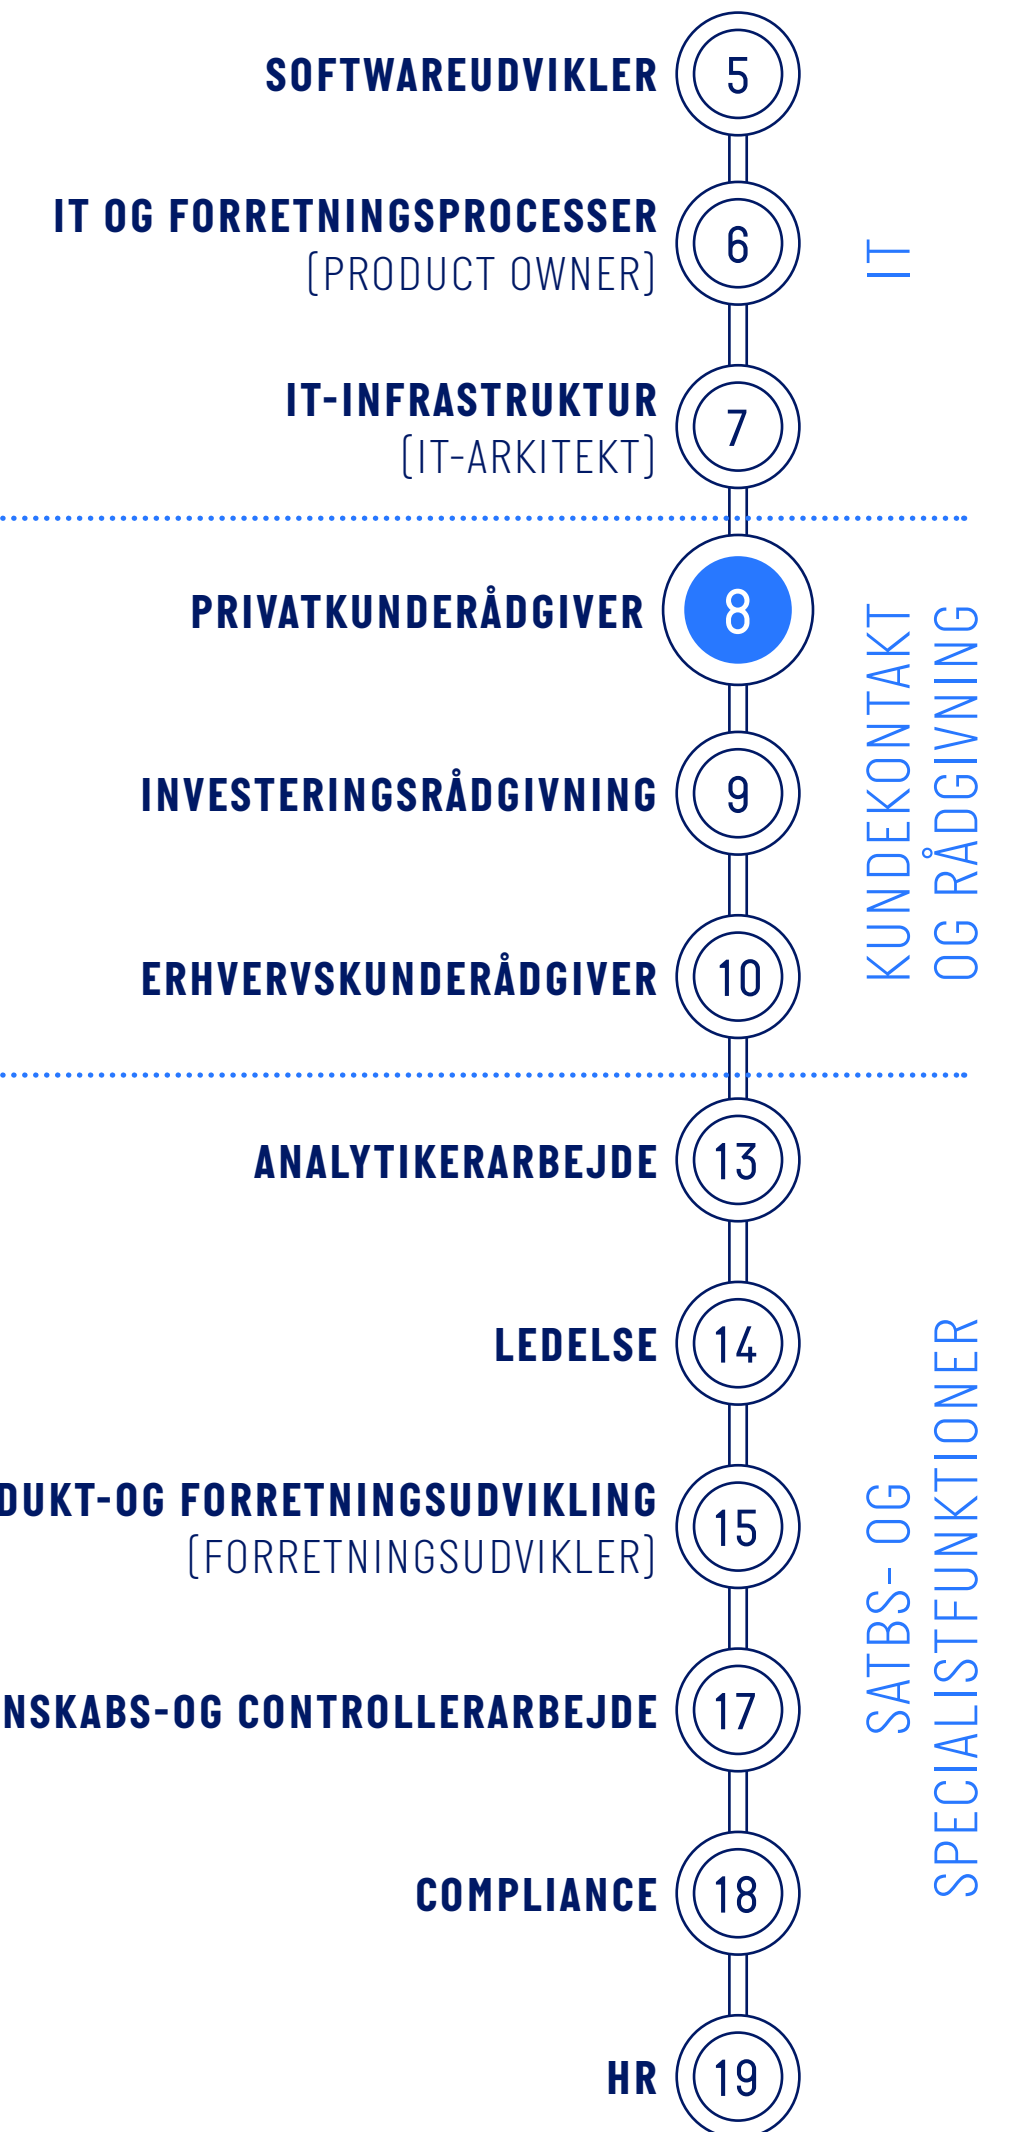 SOFTWAREUDVIKLER
5
IT OG FORRETNINGSPROCESSER
(PRODUCT OWNER)
6
IT-INFRASTRUKTUR
(IT-ARKITEKT)
7
IT
PRIVATKUNDERÅDGIVER
8
INVESTERINGSRÅDGIVNING
9
ERHVERVSKUNDERÅDGIVER
10
KUNDEKONTAKT
OG RÅDGIVNING
ANALYTIKERARBEJDE
13
LEDELSE
14
DUKT-OG FORRETNINGSUDVIKLING
(FORRETNINGSUDVIKLER)
15
NSKABS-OG CONTROLLERARBEJDE
17
COMPLIANCE
18
HR
19
SATBS- OG
SPECIALISTFUNKTIONER